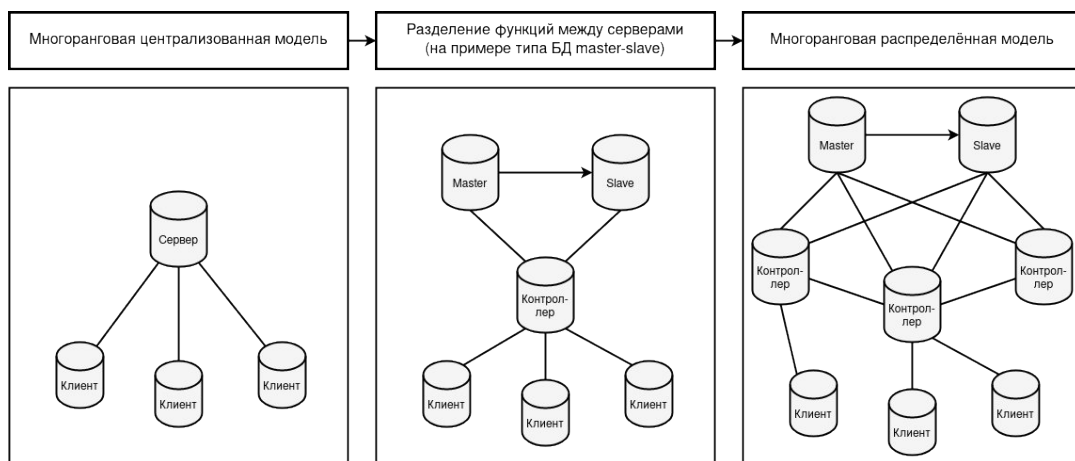 Многоранговая централизованная модель
Разделение функций между серверами
(на примере типа БД master-slave)
Многоранговая распределённая модель
Сервер
Клиент
Клиент
Клиент
Master
Slave
Контрол-
лер
Клиент
Клиент
Клиент
Master
Slave
Контрол-
лер
Контрол-
лер
Контрол-
лер
Клиент
Клиент
Клиент